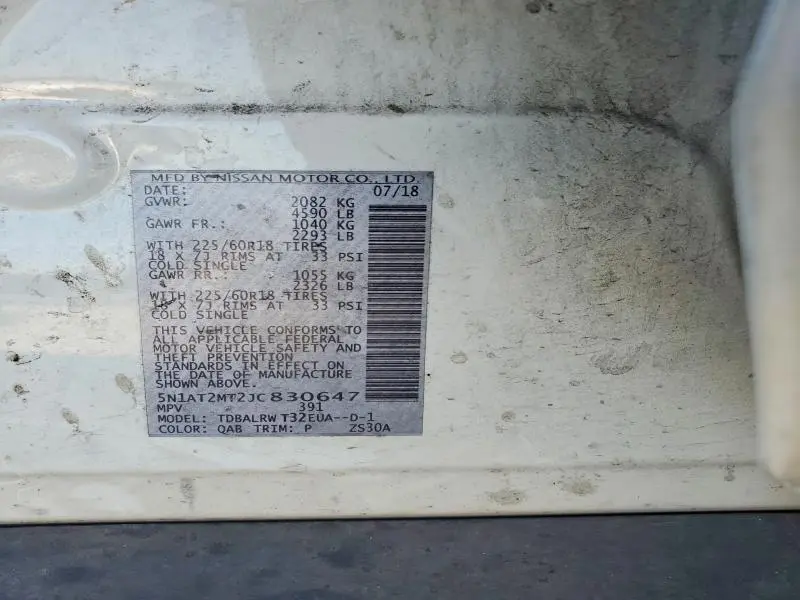 MFD BY NISSAN MOTOR CO., LTD.
DATE: 07/18
GVWR: 2082 KG
4590 LB
GAWR FR.: 1040 KG
2293 LB
WITH 225/60R18 TIRES
18 X 7J RIMS AT 33 PSI
COLD SINGLE
GAWR RR.: 1055 KG
2326 LB
WITH 225/60R18 TIRES
18 X 7J RIMS AT 33 PSI
COLD SINGLE
THIS VEHICLE CONFORMS TO
ALL APPLICABLE FEDERAL
MOTOR VEHICLE SAFETY AND
THEFT PREVENTION
STANDARDS IN EFFECT ON
THE DATE OF MANUFACTURE
SHOWN ABOVE.
5N1AT2MT2JC830647
MPV 391
MODEL: TDBALRW T32EUA--D-1
COLOR: QAB TRIM: P ZS30A